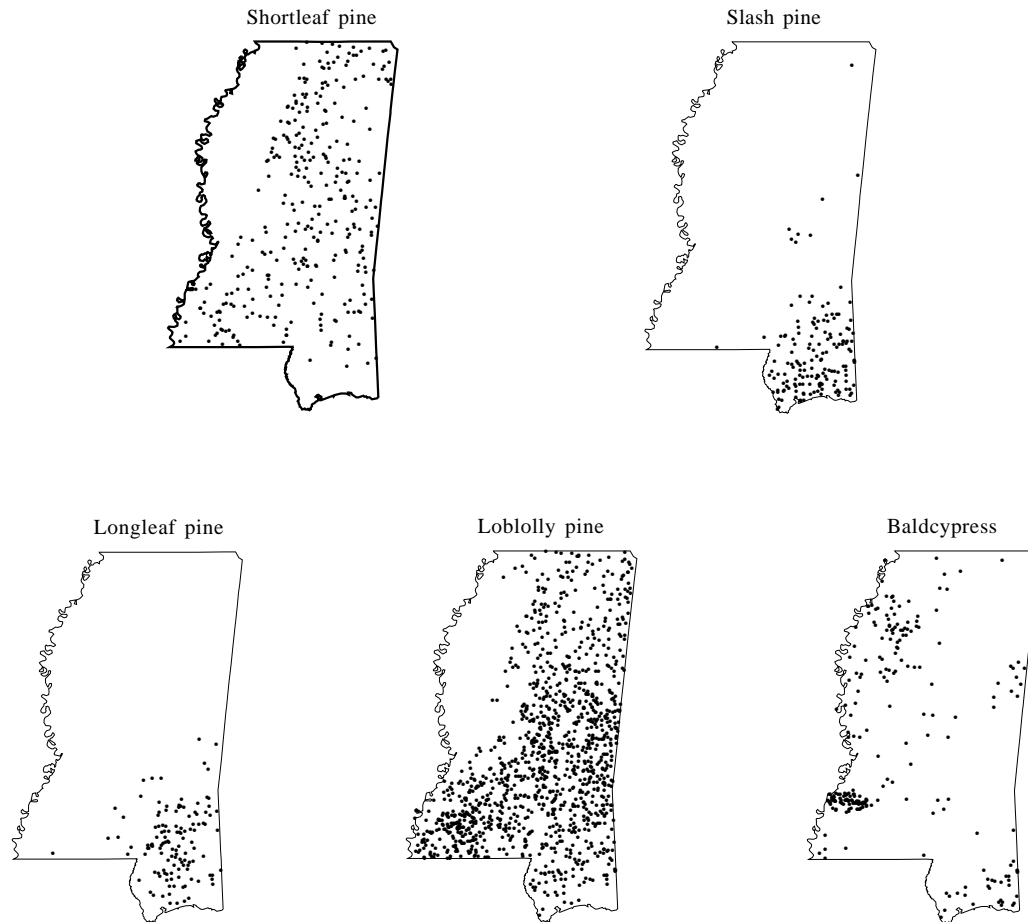 Shortleaf pine
Slash pine
Longleaf pine
Loblolly pine
Baldcypress